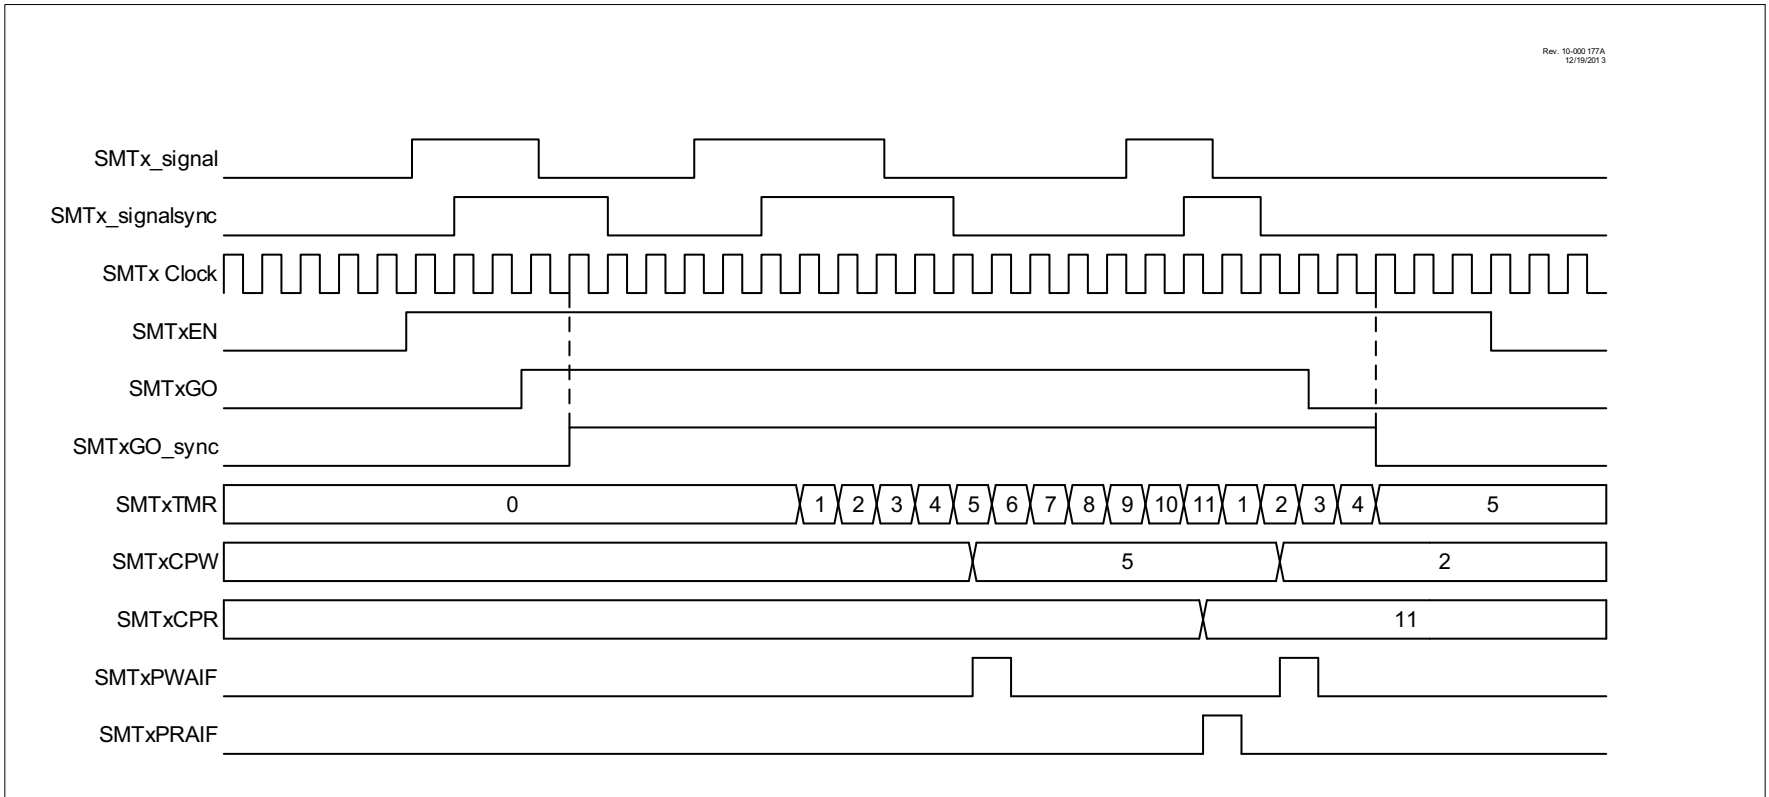 Rev. 10-000 177A
12/19/201 3
SMTx_signal
SMTx_signalsync
SMTx Clock
SMTxEN
SMTxGO
SMTxGO_sync
SMTxTMR 0 1 2 3 4 5 6 7 8 9 10 11 1 2 3 4 5
SMTxCPW 5 2
SMTxCPR 11
SMTxPWAIF
SMTxPRAIF